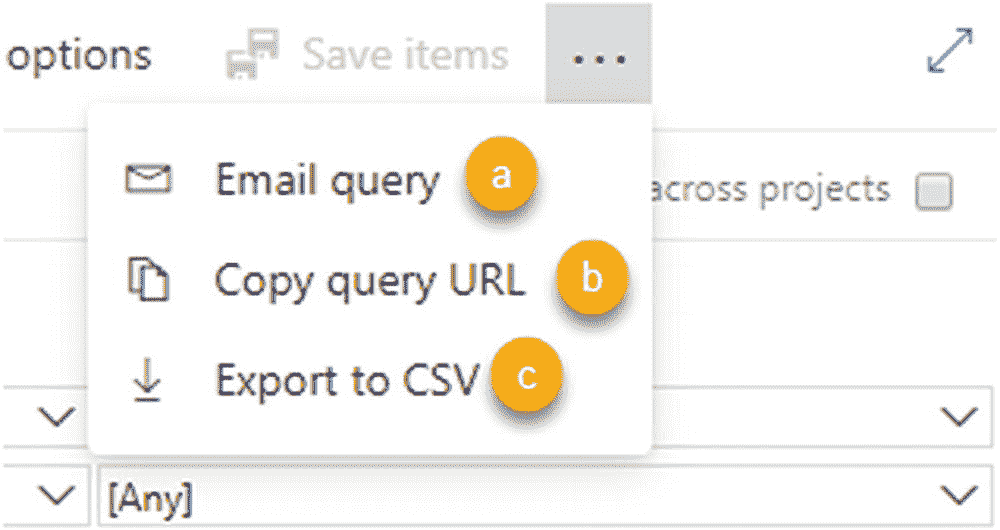 options Save items ...
Email query a
across projects
Copy query URL b
Export to CSV c
[Any]